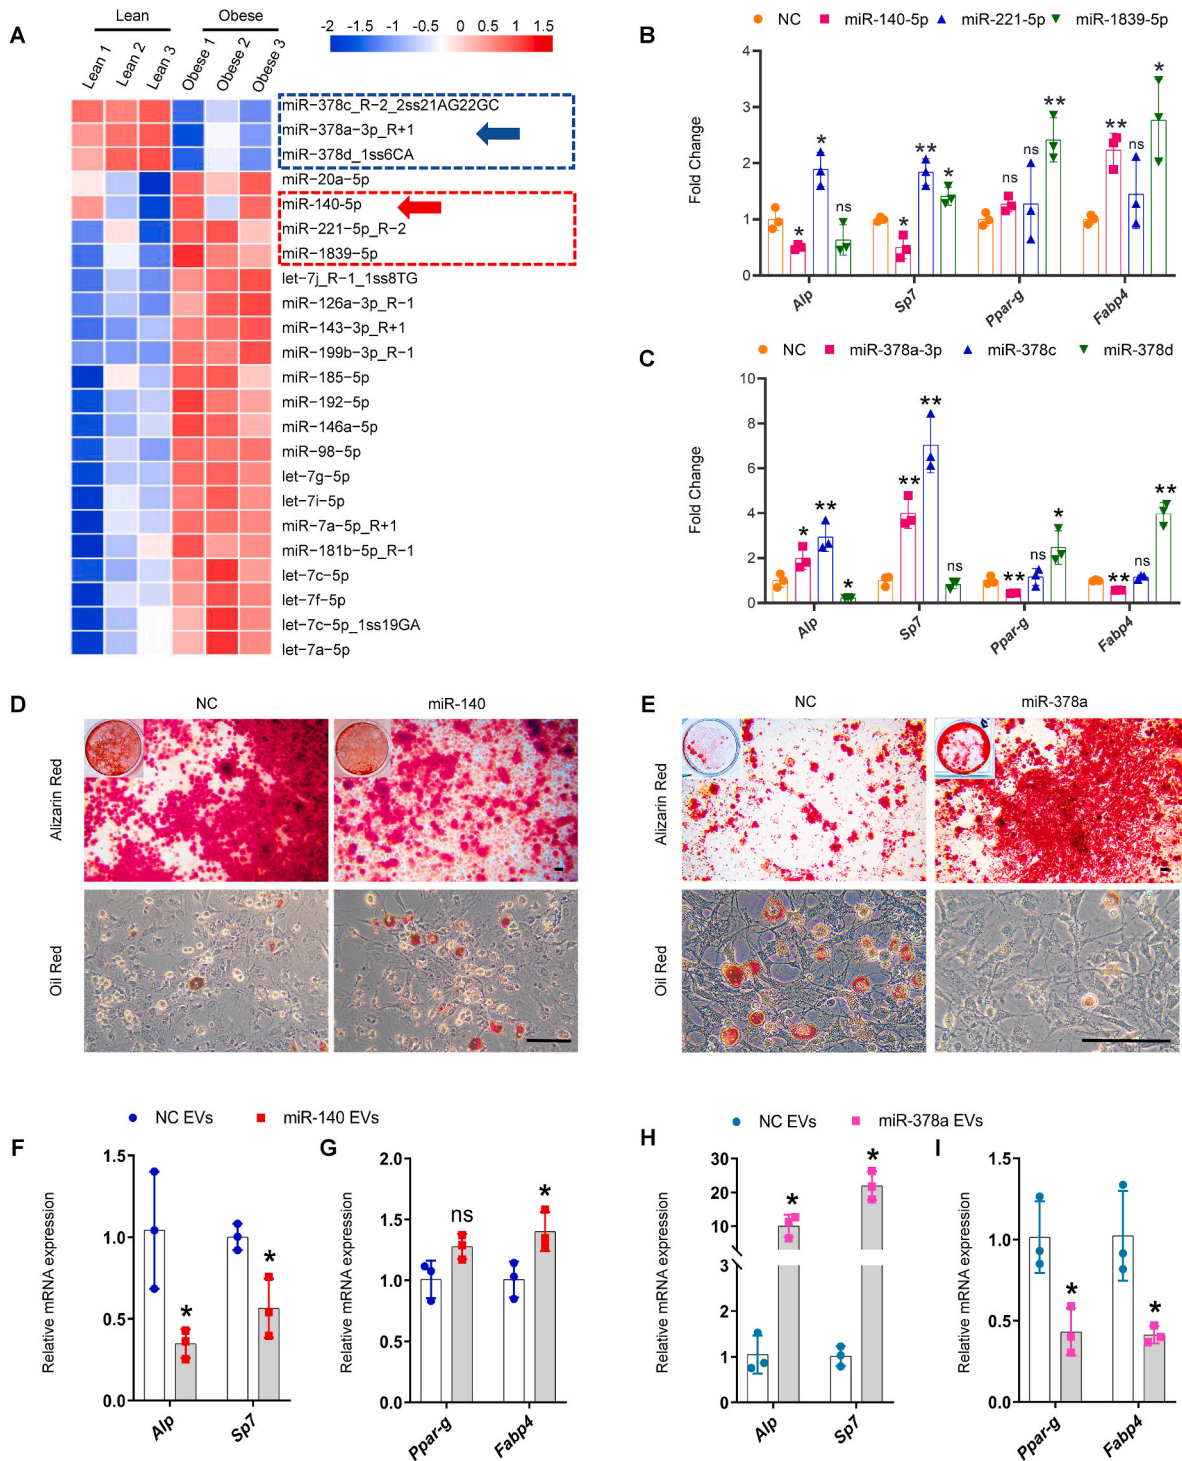 A
Lean
Obese
Lean 1
Lean 2
Lean 3
Obese 1
Obese 2
Obese 3
-2 -1 0 1 1.5
miR−378c_R−2_2ss21AG22GC
miR−378a−3p_R+1
miR−378d_1ss6CA
miR−20a−5p
miR−140−5p
miR−221−5p_R−2
miR−1839−5p
let−7j_R−1_1ss8TG
miR−126a−3p_R−1
miR−143−3p_R+1
miR−199b−3p_R−1
miR−185−5p
miR−192−5p
miR−146a−5p
miR−98−5p
let−7g−5p
let−7i−5p
miR−7a−5p_R+1
miR−181b−5p_R−1
let−7c−5p
let−7f−5p
let−7c−5p_1ss19GA
let−7a−5p
B
NC miR-140-5p miR-221-5p miR-1839-5p
Fold Change
4
3
2
1
0
* * ns
* ** *
ns ns **
** ns *
Alp Sp7 Ppar-g Fabp4
C
NC miR-378a-3p miR-378c miR-378d
Fold Change
10
8
6
4
2
0
* ** *
** ** ns
** ns *
** ns **
Alp Sp7 Ppar-g Fabp4
D
NC miR-140
Alizarin Red
Oil Red
E
NC miR-378a
Alizarin Red
Oil Red
F
NC EVs miR-140 EVs
Relative mRNA expression
1.5
1.0
0.5
0.0
* *
Alp Sp7
G
Relative mRNA expression
2.0
1.5
1.0
0.5
0.0
ns *
Ppar-g Fabp4
H
NC EVs miR-378a EVs
Relative mRNA expression
30
20
10
3
2
1
0
* *
Alp Sp7
I
Relative mRNA expression
1.5
1.0
0.5
0.0
* *
Ppar-g Fabp4